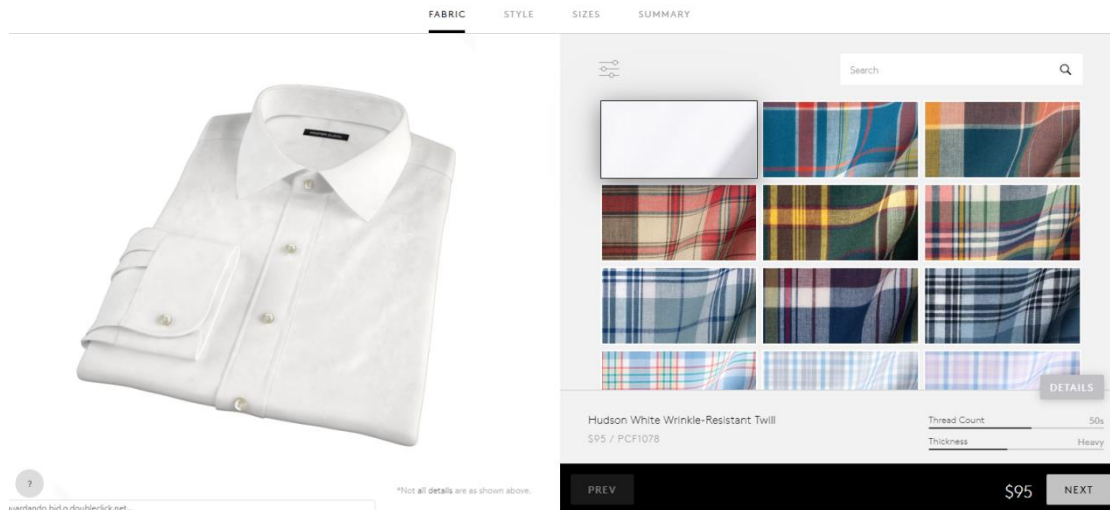 FABRIC STYLE SIZES SUMMARY
Search
DETAILS
Hudson White Wrinkle-Resistant Twill
$95 / PCF1078
Thread Count 50s
Thickness Heavy
?
*Not all details are as shown above.
PREV $95 NEXT